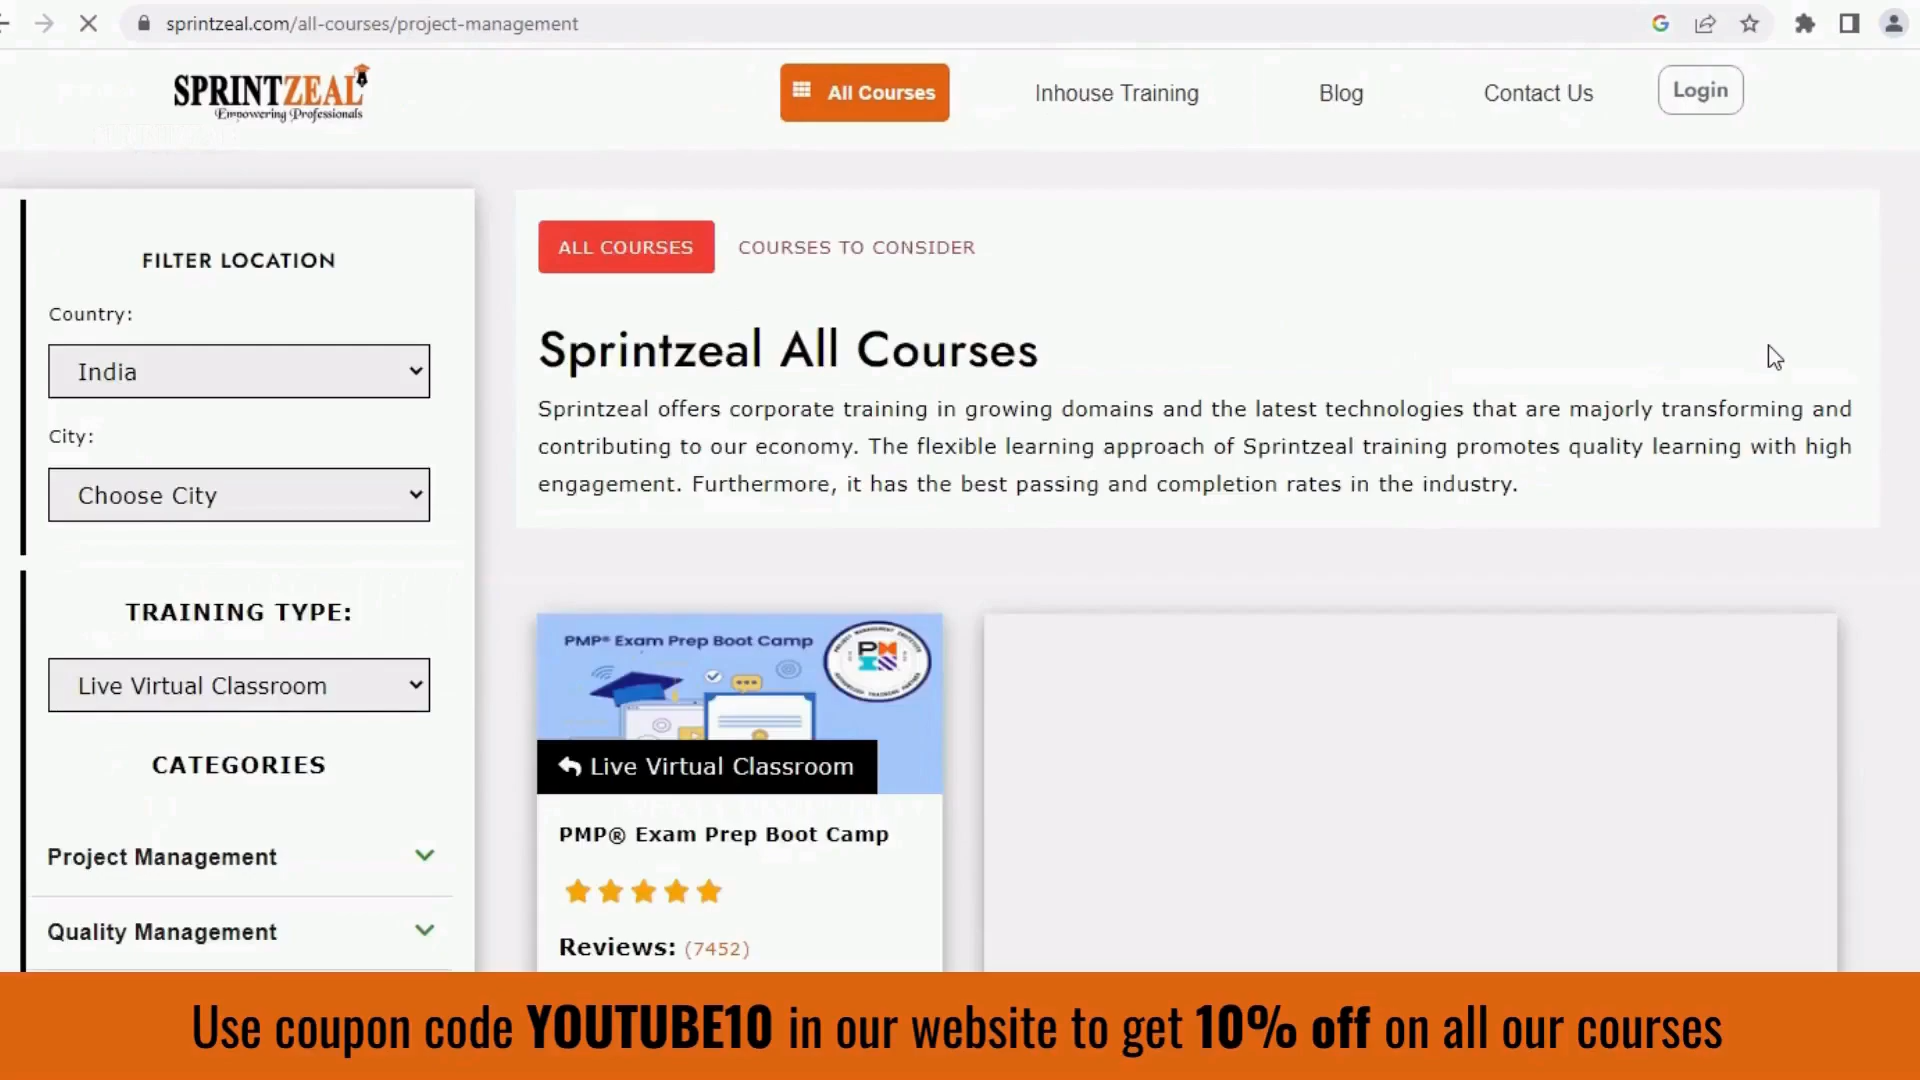 sprintzeal.com/all-courses/project-management
SPRINTZEAL
Empowering Professionals
All Courses
Inhouse Training
Blog
Contact Us
Login
FILTER LOCATION
Country:
India
City:
Choose City
TRAINING TYPE:
Live Virtual Classroom
CATEGORIES
Project Management
Quality Management
ALL COURSES
COURSES TO CONSIDER
Sprintzeal All Courses
Sprintzeal offers corporate training in growing domains and the latest technologies that are majorly transforming and
contributing to our economy. The flexible learning approach of Sprintzeal training promotes quality learning with high
engagement. Furthermore, it has the best passing and completion rates in the industry.
PMP® Exam Prep Boot Camp
Live Virtual Classroom
PMP® Exam Prep Boot Camp
Reviews: (7452)
Use coupon code YOUTUBE10 in our website to get 10% off on all our courses